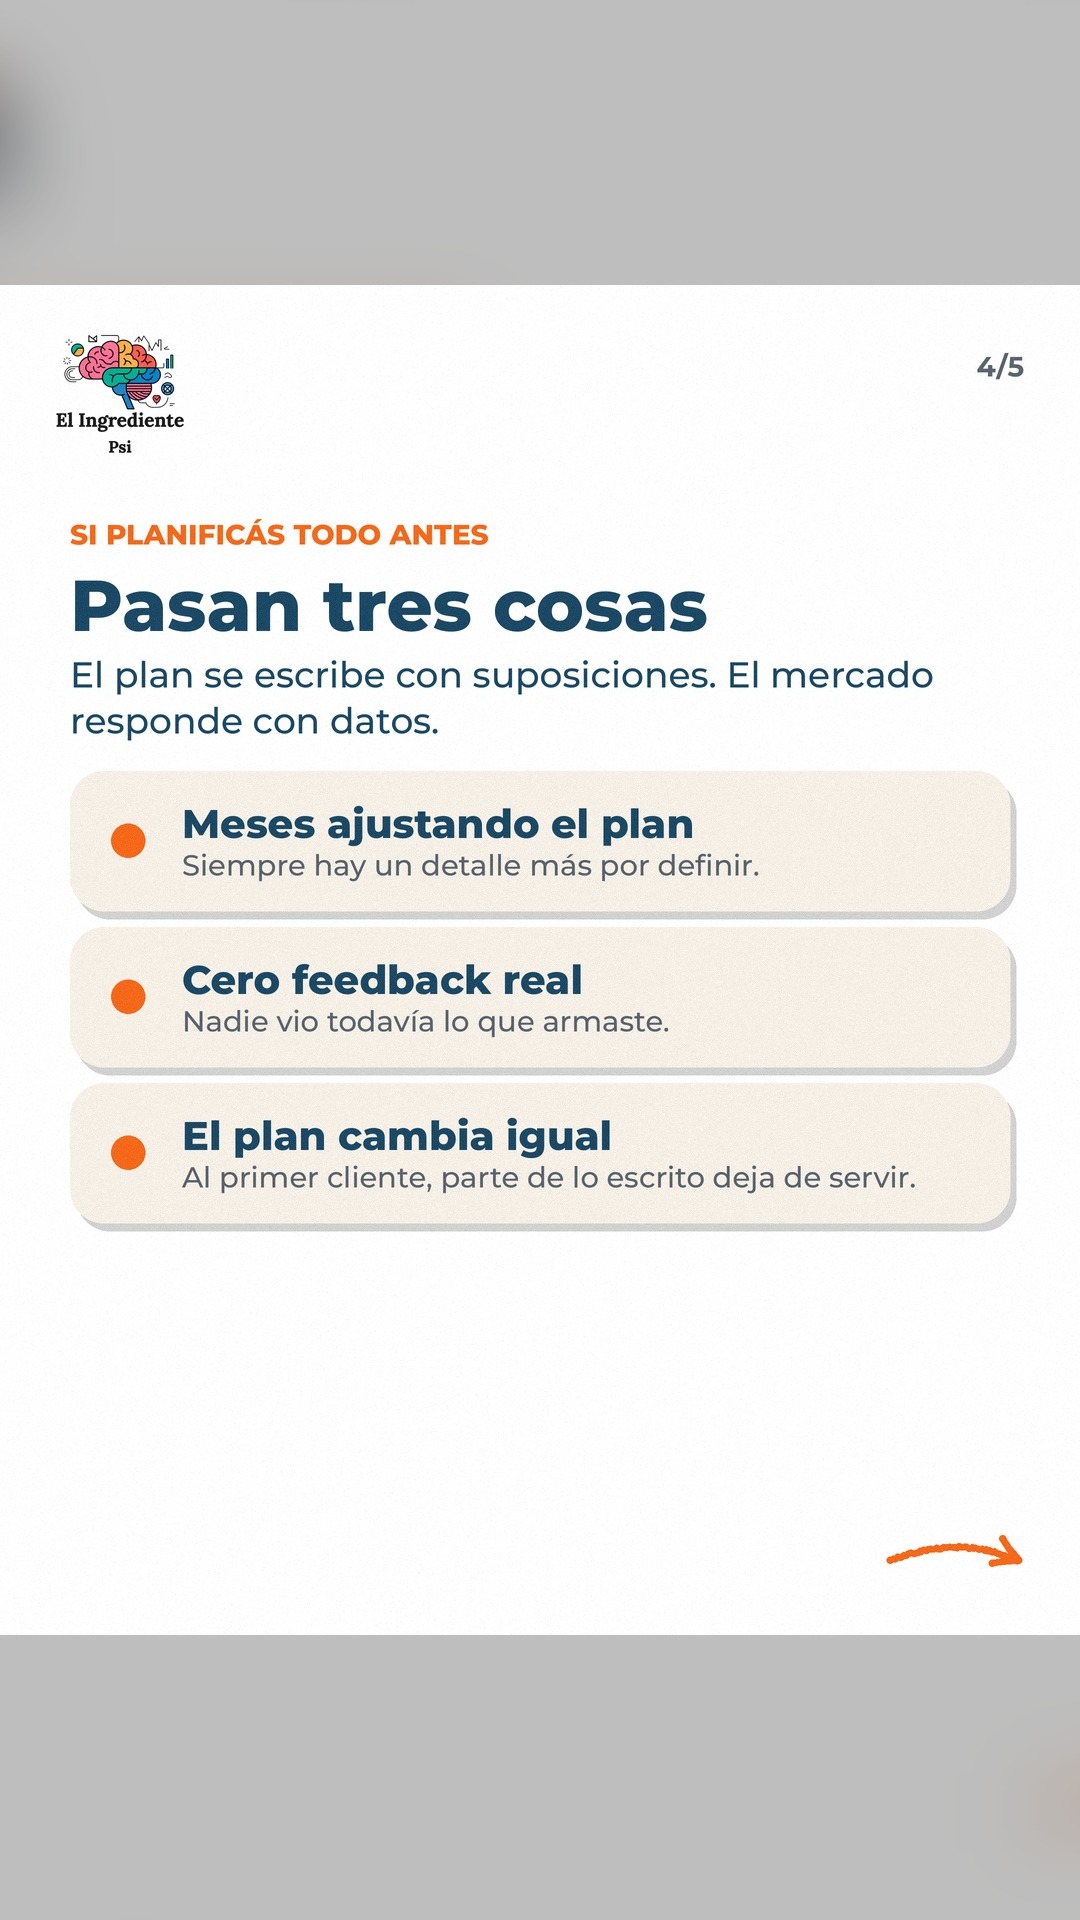 El Ingrediente
Psi
4/5
SI PLANIFICÁS TODO ANTES
Pasan tres cosas
El plan se escribe con suposiciones. El mercado
responde con datos.
Meses ajustando el plan
Siempre hay un detalle más por definir.
Cero feedback real
Nadie vio todavía lo que armaste.
El plan cambia igual
Al primer cliente, parte de lo escrito deja de servir.